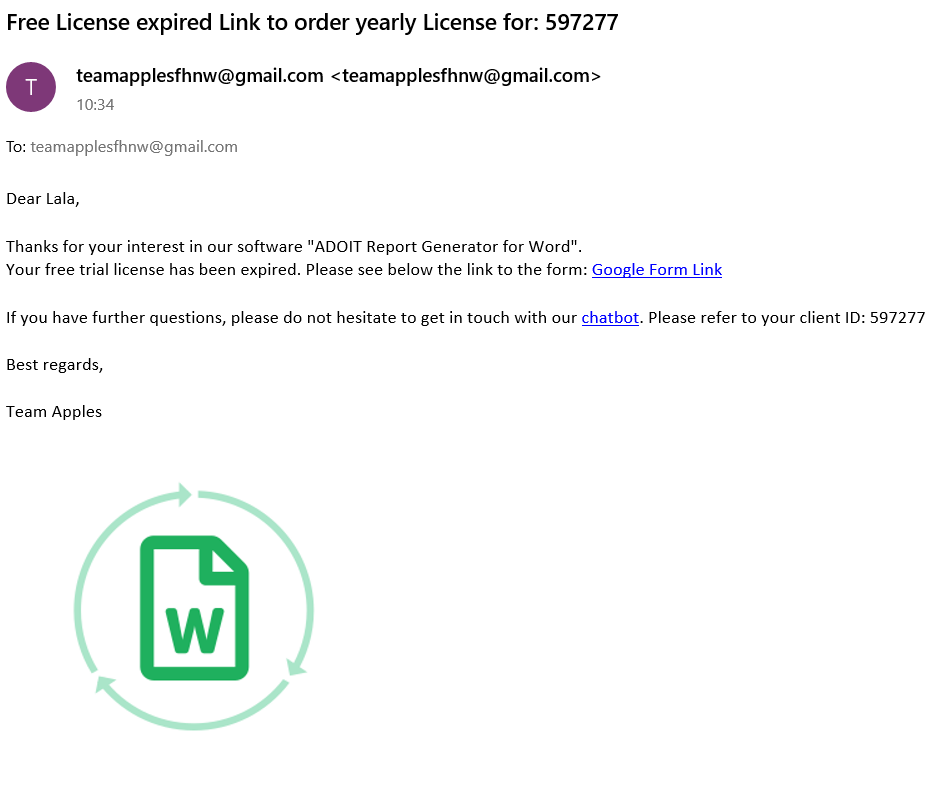 Free License expired Link to order yearly License for: 597277
T
teamapplesfhnw@gmail.com <teamapplesfhnw@gmail.com>
10:34
To: teamapplesfhnw@gmail.com
Dear Lala,
Thanks for your interest in our software "ADOIT Report Generator for Word".
Your free trial license has been expired. Please see below the link to the form: Google Form Link
If you have further questions, please do not hesitate to get in touch with our chatbot. Please refer to your client ID: 597277
Best regards,
Team Apples
W